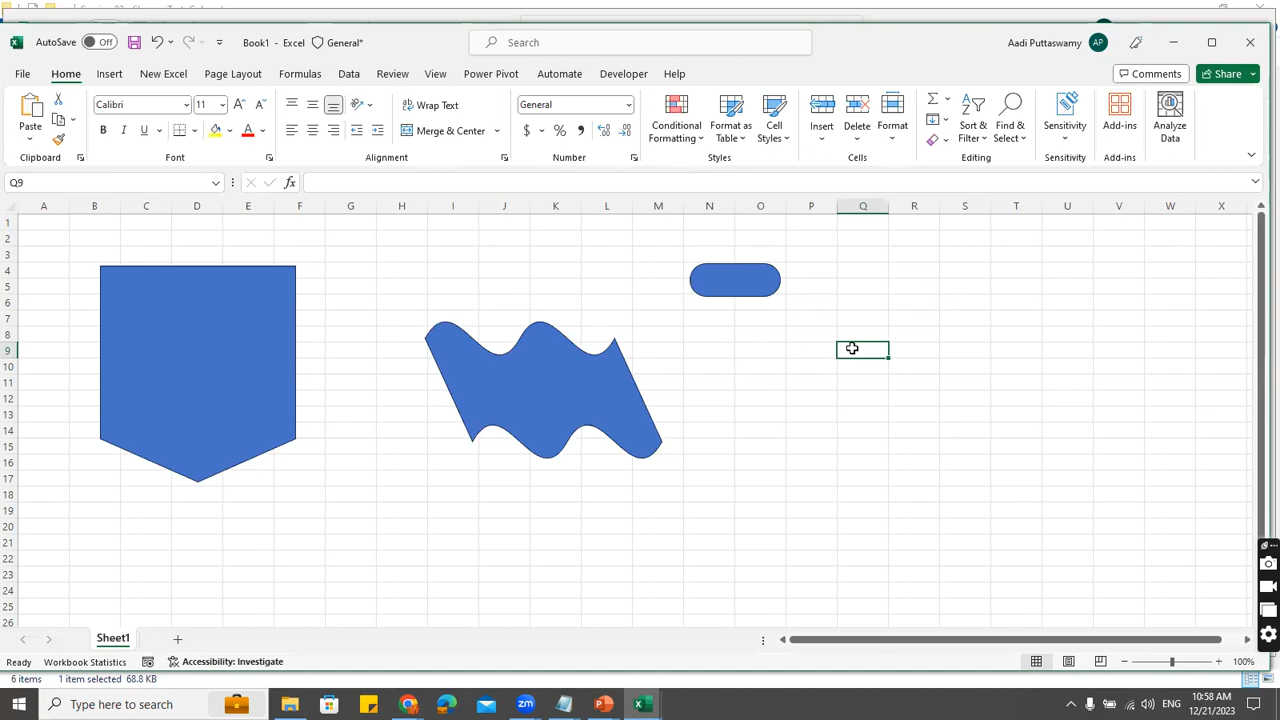 AutoSave Off Book1 - Excel General* Search Aadi Puttaswamy AP
File Home Insert New Excel Page Layout Formulas Data Review View Power Pivot Automate Developer Help Comments Share
Paste Calibri 11 Wrap Text General Conditional Formatting Format as Table Cell Styles Insert Delete Format Sort & Filter Find & Select Sensitivity Add-ins Analyze Data
B I U A Merge & Center $ %
Clipboard Font Alignment Number Styles Cells Editing Sensitivity Add-ins
Q9 fx
A B C D E F G H I J K L M N O P Q R S T U V W X
1
2
3
4
5
6
7
8
9
10
11
12
13
14
15
16
17
18
19
20
21
22
23
24
25
26
Sheet1
Ready Workbook Statistics Accessibility: Investigate 100%
6 items 1 item selected 68.8 KB
Type here to search zm 10:58 AM
12/21/2023